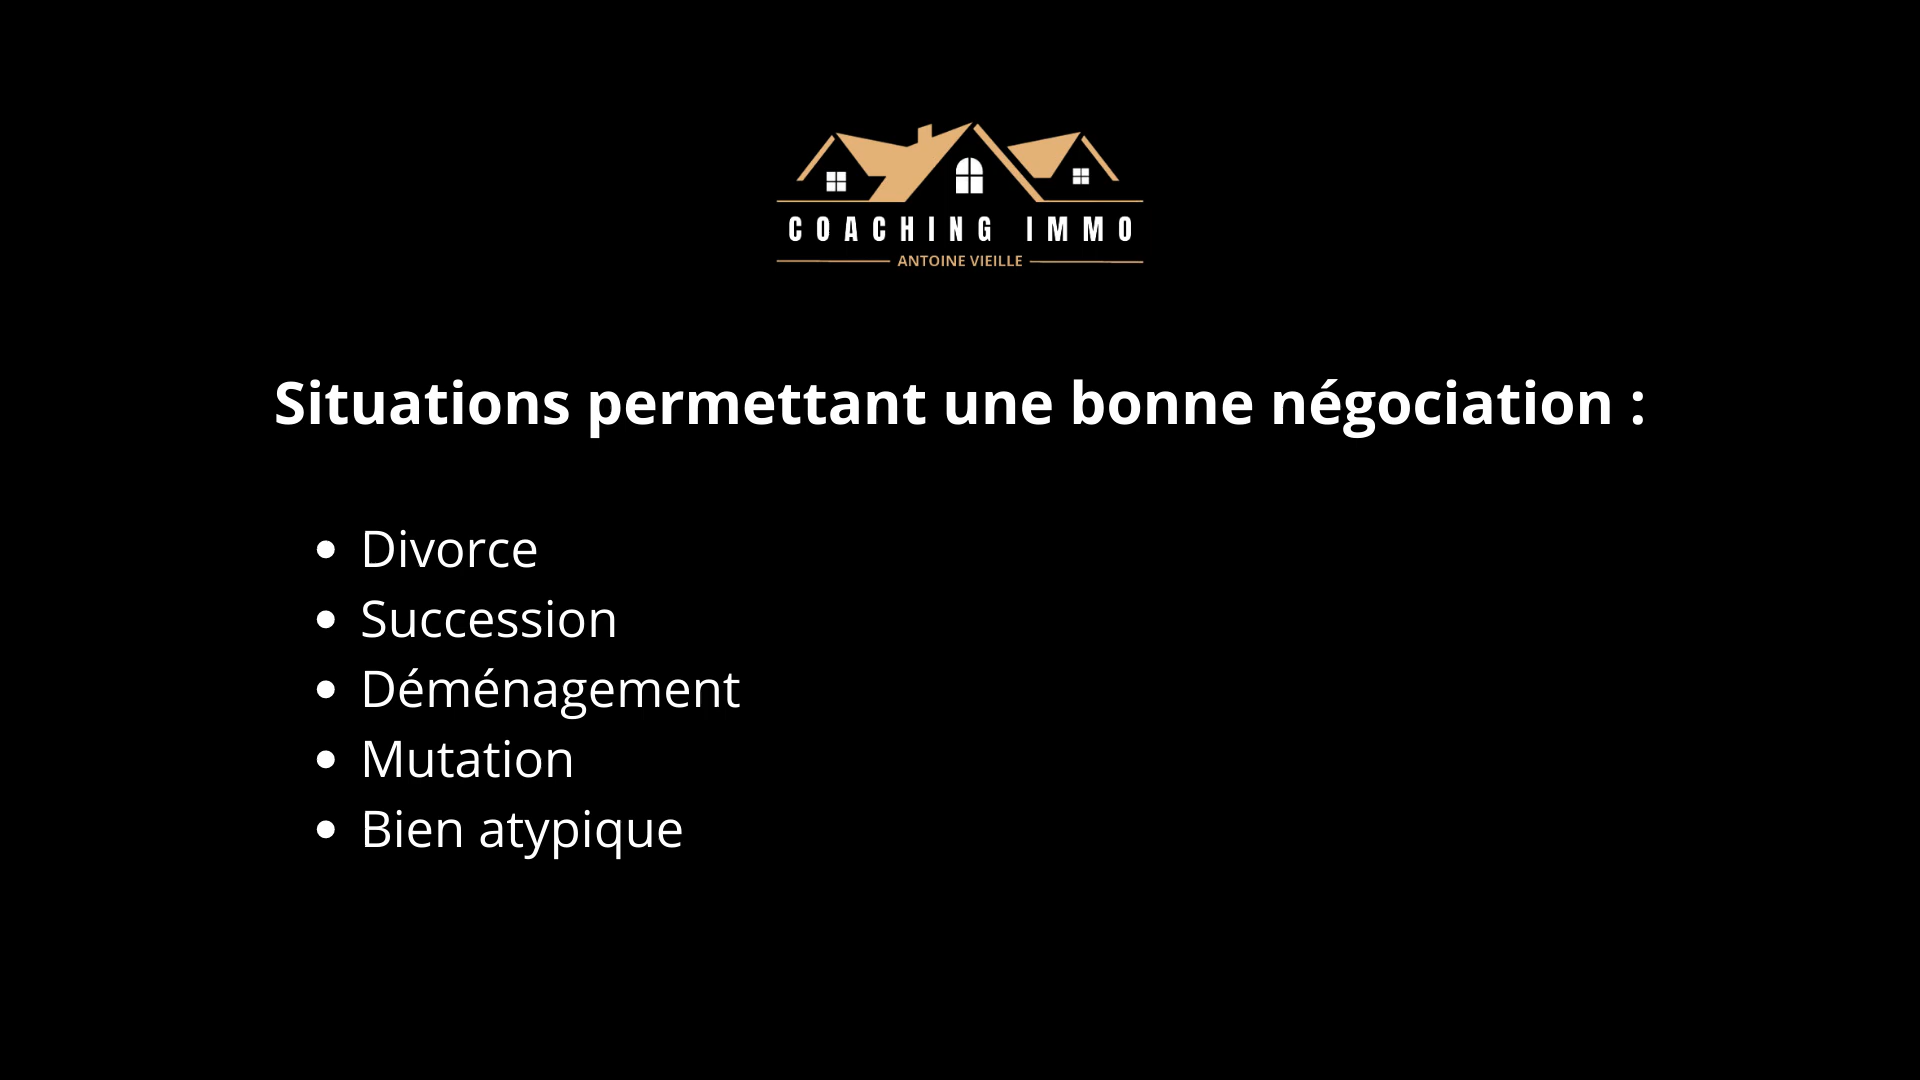 COACHING IMMO
ANTOINE VIEILLE
Situations permettant une bonne négociation :
• Divorce
• Succession
• Déménagement
• Mutation
• Bien atypique